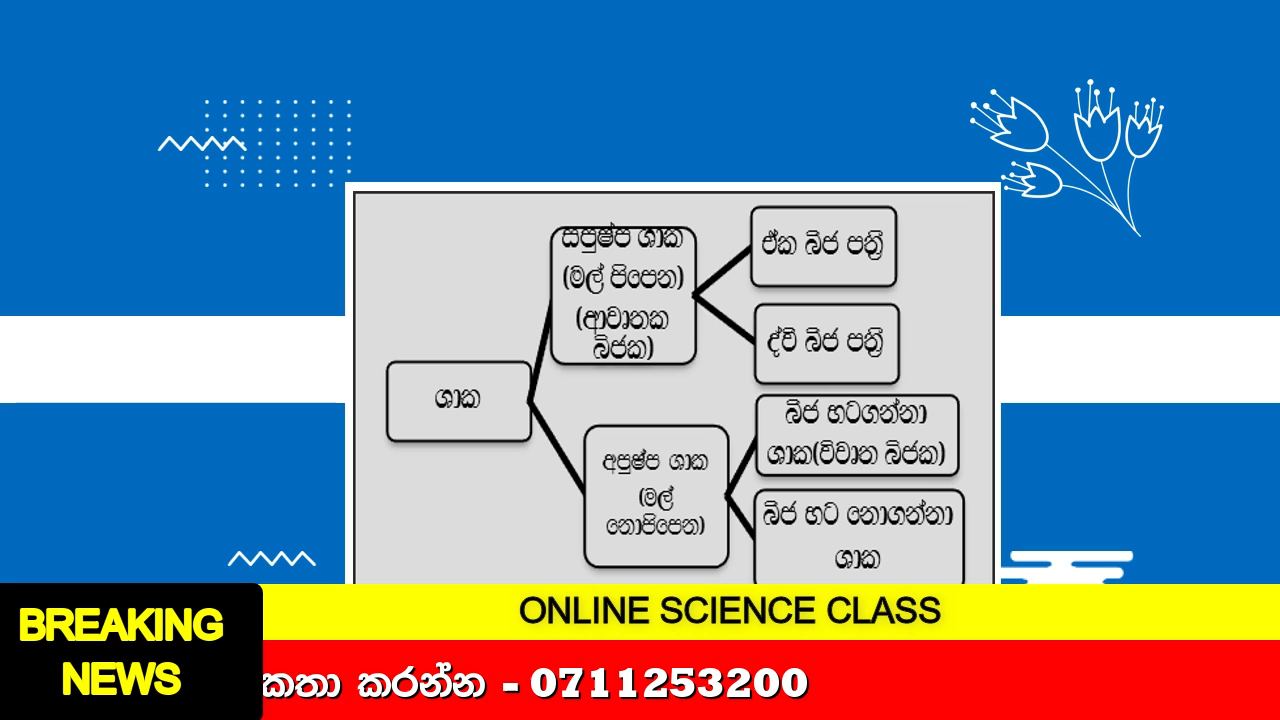 සපුෂ්ප ශාක
(මල් පිපෙන)
(ආවෘතක
බිජක)
ඒක බිජ පත්‍රී
ද්වි බිජ පත්‍රී
ශාක
අපුෂ්ප ශාක
(මල්
නොපිපෙන)
බිජ හටගන්නා
ශාක(විවෘත බිජක)
බිජ හට නොගන්නා
ශාක
ONLINE SCIENCE CLASS
BREAKING
NEWS
කතා කරන්න - 0711253200